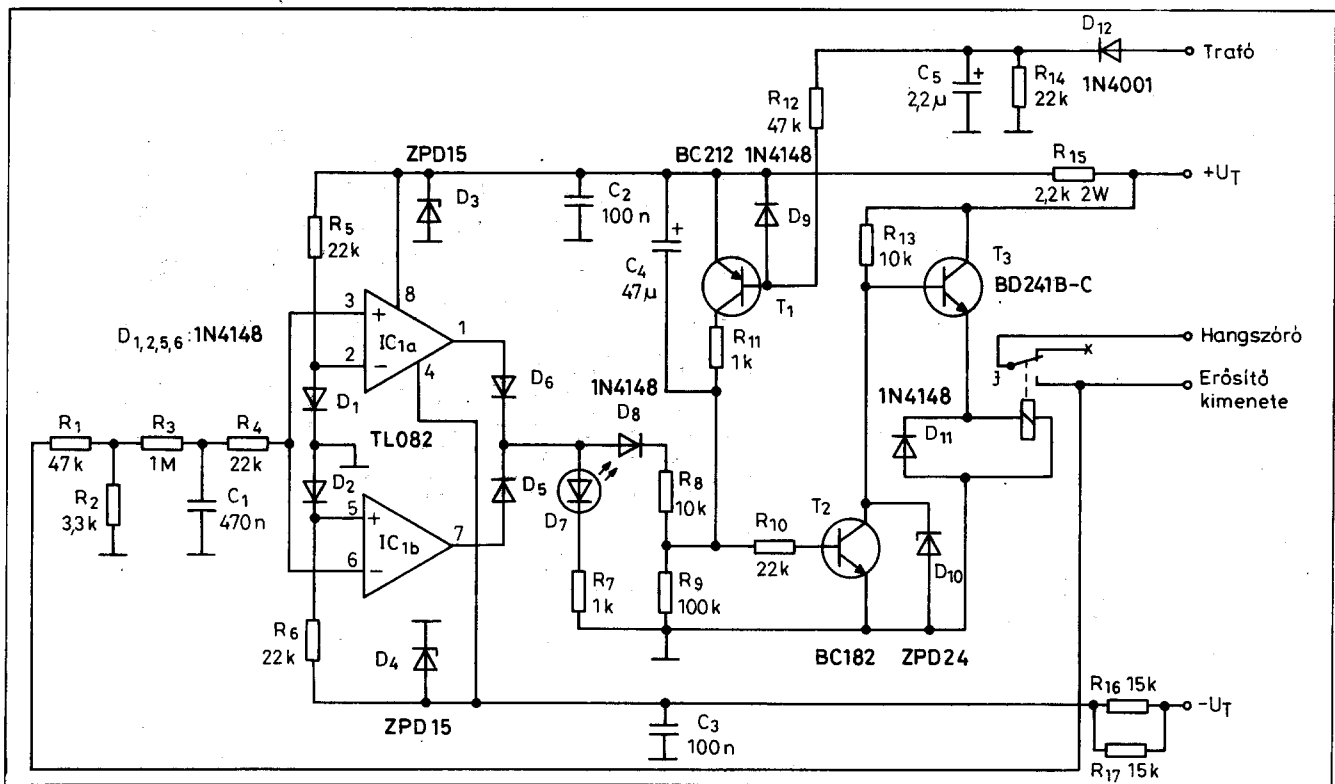 D12
Trafó
1N4001
C5
2,2µ
+
R14
22k
R12
47k
ZPD15
BC212
1N4148
R15
2,2k 2W
+UT
D3
C2
100n
D9
R5
22k
+
C4
47µ
T1
R13
10k
T3
BD241B-C
3
+
8
IC1a
1
2
−
4
D1,2,5,6:1N4148
R11
1k
Hangszóró
x
J
Erősítő
kimenete
D6
1N4148
D8
1N4148
D11
D1
TL082
R1
47k
R3
1M
R4
22k
R2
3,3k
C1
470n
D2
5
+
IC1b
7
6
−
D5
D7
R8
10k
R10
22k
T2
D10
R7
1k
R9
100k
R6
22k
D4
BC182
ZPD24
ZPD15
C3
100n
R16 15k
−UT
R17 15k